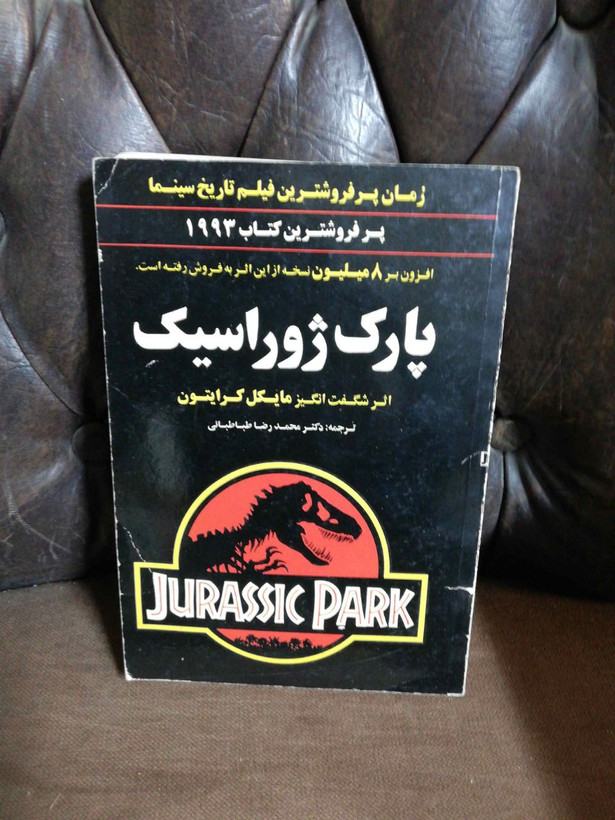 زمان پرفروشترین فیلم تاریخ سینما
پرفروشترین کتاب ۱۹۹۳
افزون بر ۸ میلیون نسخه از این اثر به فروش رفته است.
پارک ژوراسیک
اثر شگفت انگیز مایکل کرایتون
ترجمه: دکتر محمد رضا طباطبائی
JURASSIC PARK